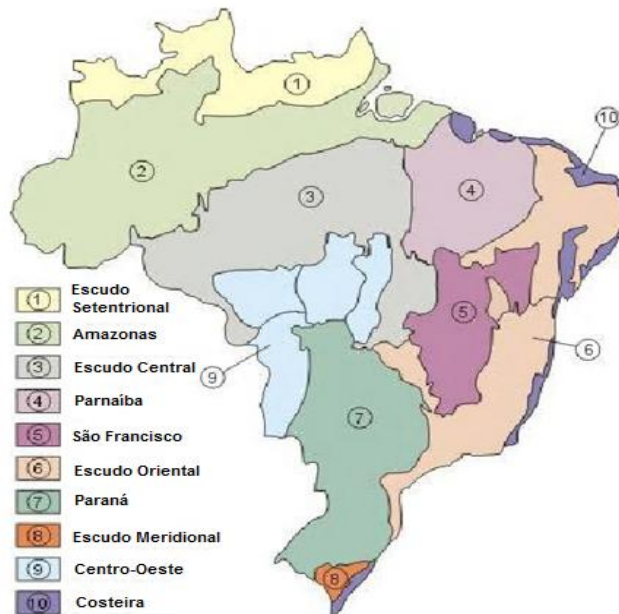 1
10
2
3
4
5
6
7
8
9
1 Escudo Setentrional
2 Amazonas
3 Escudo Central
4 Parnaíba
5 São Francisco
6 Escudo Oriental
7 Paraná
8 Escudo Meridional
9 Centro-Oeste
10 Costeira